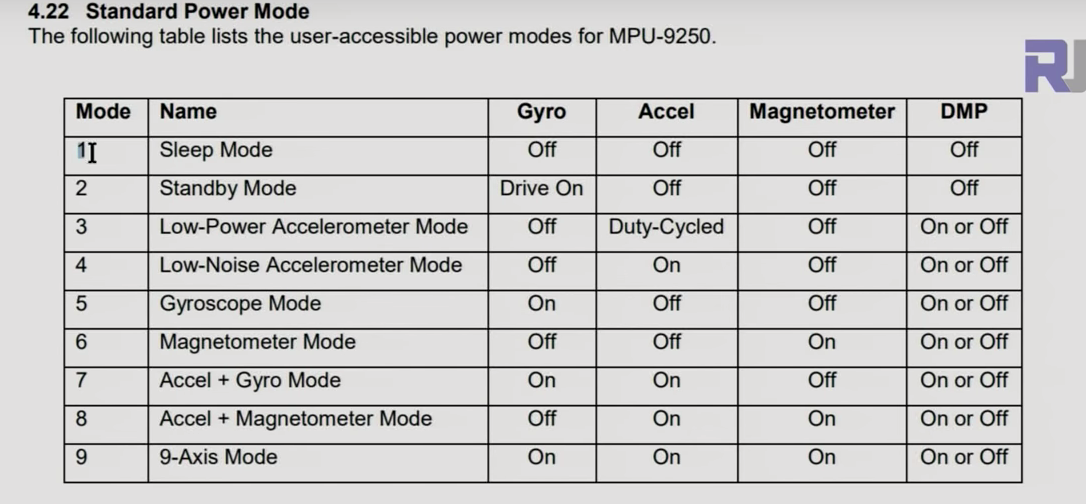 4.22 Standard Power Mode
The following table lists the user-accessible power modes for MPU-9250.
RJ
Mode Name Gyro Accel Magnetometer DMP
1 Sleep Mode Off Off Off Off
2 Standby Mode Drive On Off Off Off
3 Low-Power Accelerometer Mode Off Duty-Cycled Off On or Off
4 Low-Noise Accelerometer Mode Off On Off On or Off
5 Gyroscope Mode On Off Off On or Off
6 Magnetometer Mode Off Off On On or Off
7 Accel + Gyro Mode On On Off On or Off
8 Accel + Magnetometer Mode Off On On On or Off
9 9-Axis Mode On On On On or Off